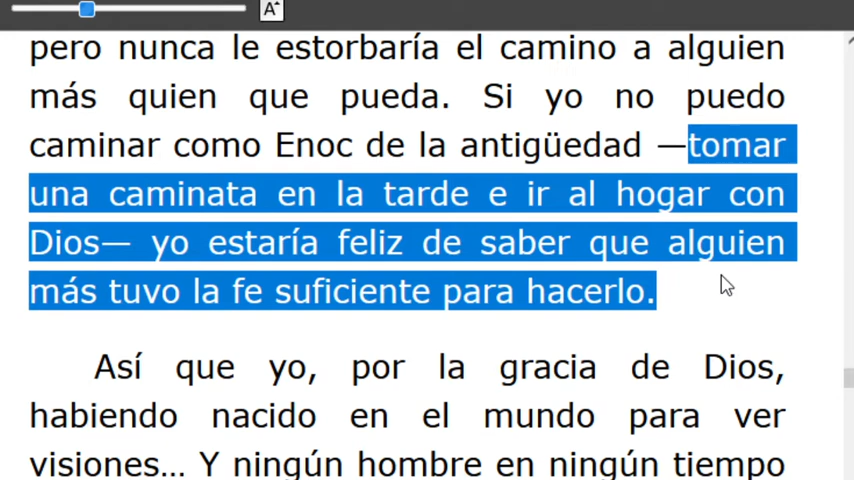 A
pero nunca le estorbaría el camino a alguien
más quien que pueda. Si yo no puedo
caminar como Enoc de la antigüedad —tomar
una caminata en la tarde e ir al hogar con
Dios— yo estaría feliz de saber que alguien
más tuvo la fe suficiente para hacerlo.
Así que yo, por la gracia de Dios,
habiendo nacido en el mundo para ver
visiones... Y ningún hombre en ningún tiempo